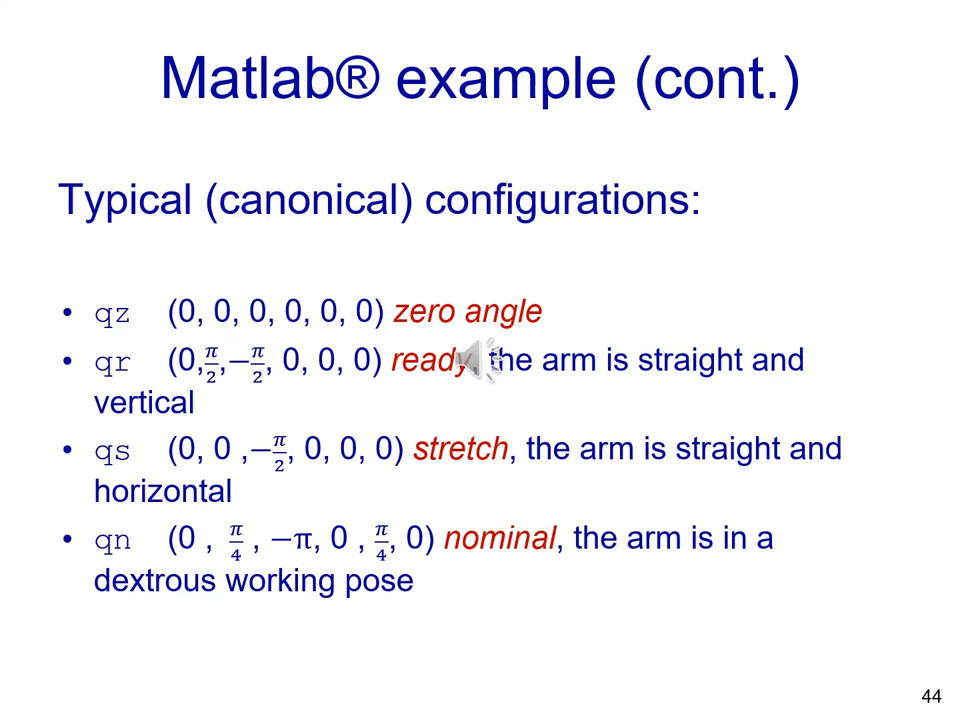 Matlab® example (cont.)
Typical (canonical) configurations:
• qz (0, 0, 0, 0, 0, 0) zero angle
• qr (0,π/2,−π/2, 0, 0, 0) ready, the arm is straight and
vertical
• qs (0, 0 ,−π/2, 0, 0, 0) stretch, the arm is straight and
horizontal
• qn (0 , π/4 , −π, 0 , π/4, 0) nominal, the arm is in a
dextrous working pose
44